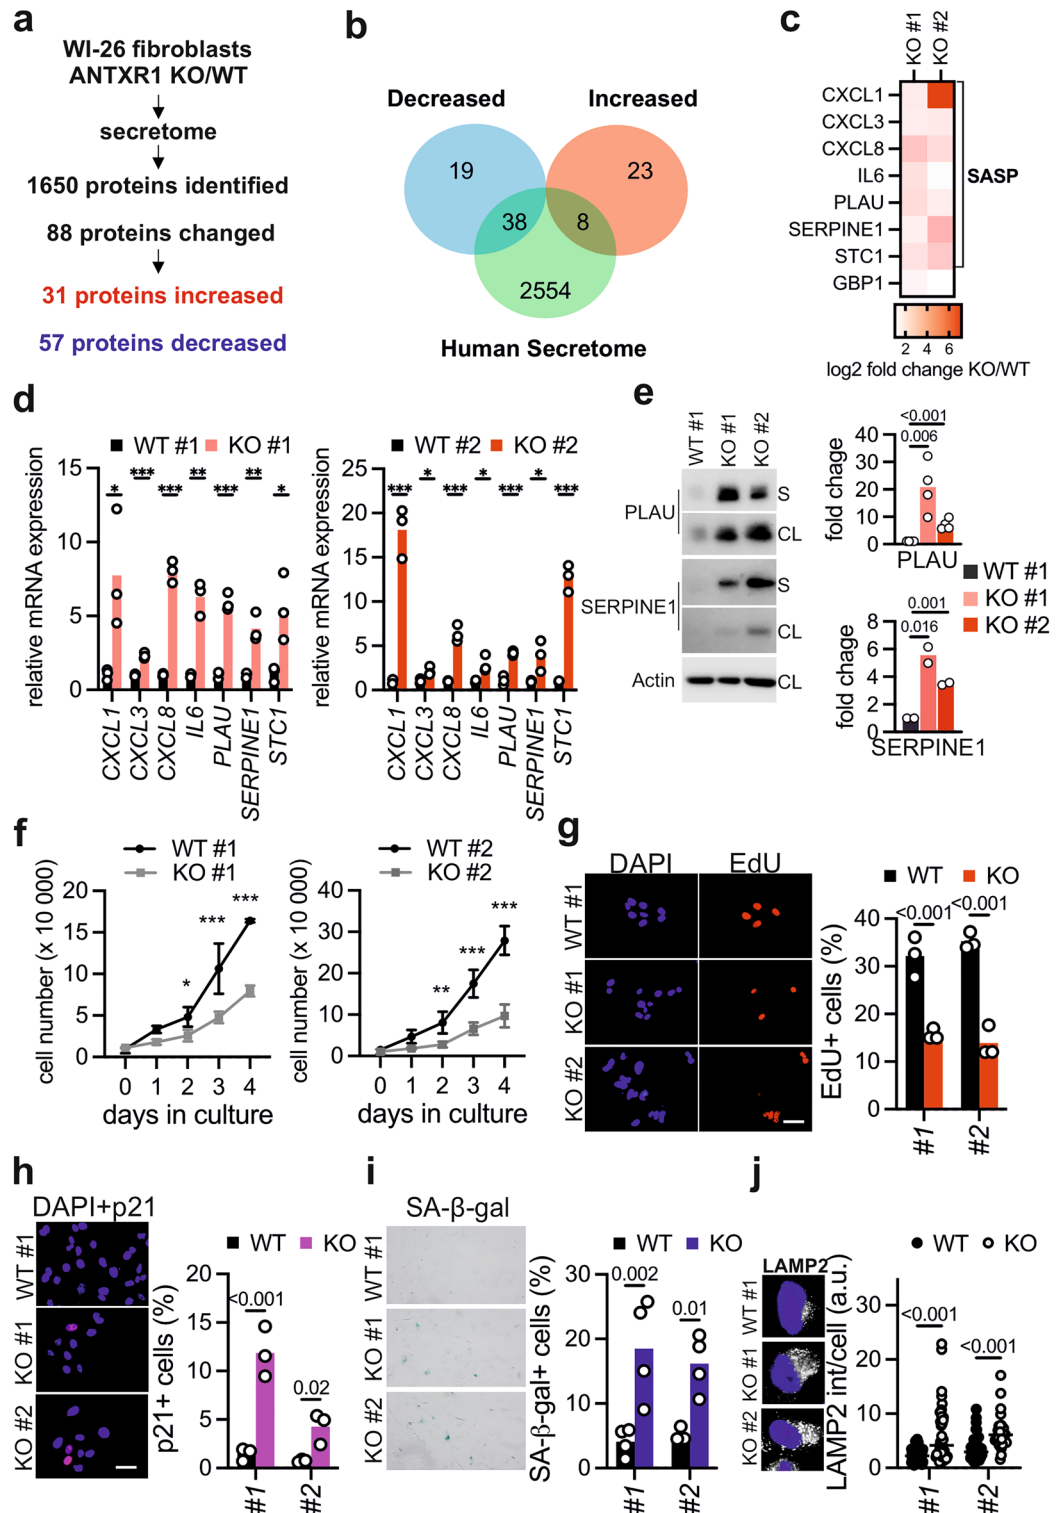 a
WI-26 fibroblasts
ANTXR1 KO/WT
secretome
1650 proteins identified
88 proteins changed
31 proteins increased
57 proteins decreased
b
Decreased
Increased
19
23
38
8
2554
Human Secretome
c
KO #1
KO #2
CXCL1
CXCL3
CXCL8
IL6
PLAU
SERPINE1
STC1
GBP1
SASP
2 4 6
log2 fold change KO/WT
d
WT #1 KO #1
relative mRNA expression
15
10
5
0
* *** *** ** *** ** *
CXCL1
CXCL3
CXCL8
IL6
PLAU
SERPINE1
STC1
WT #2 KO #2
relative mRNA expression
25
20
15
10
5
0
*** * *** * *** * ***
CXCL1
CXCL3
CXCL8
IL6
PLAU
SERPINE1
STC1
e
WT #1
KO #1
KO #2
PLAU
S
CL
SERPINE1
S
CL
Actin
CL
<0.001
0.006
fold chage
40
30
20
10
0
PLAU
WT #1
KO #1
KO #2
0.001
0.016
fold chage
8
6
4
2
0
SERPINE1
f
WT #1
KO #1
cell number (x 10 000)
20
15
10
5
0
* *** ***
0 1 2 3 4
days in culture
WT #2
KO #2
cell number (x 10 000)
40
30
20
10
0
** *** ***
0 1 2 3 4
days in culture
g
DAPI EdU
WT #1
KO #1
KO #2
WT KO
<0.001
<0.001
EdU+ cells (%)
40
30
20
10
0
#1
#2
h
DAPI+p21
WT #1
KO #1
KO #2
WT KO
p21+ cells (%)
20
15
10
5
0
<0.001
0.02
#1
#2
i
SA-β-gal
WT #1
KO #1
KO #2
WT KO
SA-β-gal+ cells (%)
30
20
10
0
0.002
0.01
#1
#2
j
LAMP2
WT #1
KO #1
KO #2
WT KO
LAMP2 int/cell (a.u.)
30
20
10
0
<0.001
<0.001
#1
#2